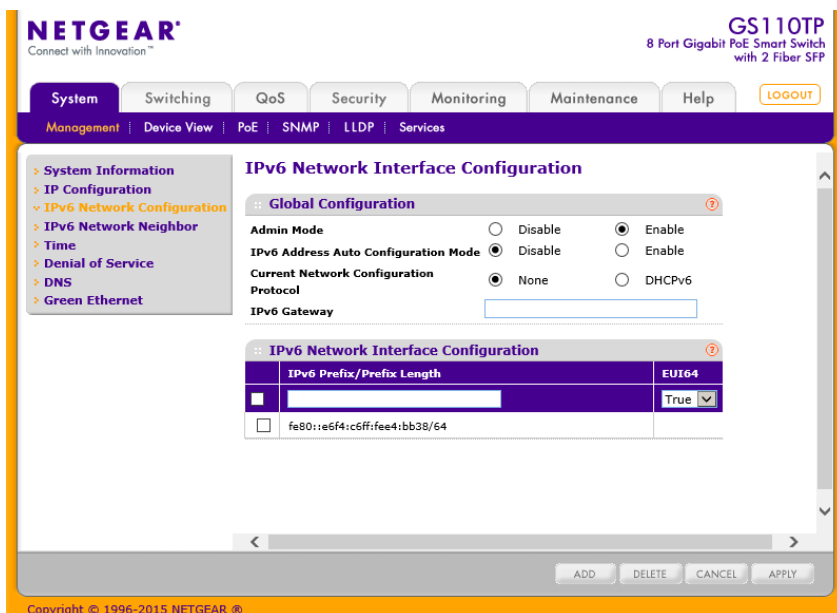 NETGEAR®
Connect with Innovation™
GS110TP
8 Port Gigabit PoE Smart Switch
with 2 Fiber SFP
System Switching QoS Security Monitoring Maintenance Help LOGOUT
Management Device View PoE SNMP LLDP Services
System Information
IP Configuration
IPv6 Network Configuration
IPv6 Network Neighbor
Time
Denial of Service
DNS
Green Ethernet
IPv6 Network Interface Configuration
Global Configuration ?
Admin Mode Disable Enable
IPv6 Address Auto Configuration Mode Disable Enable
Current Network Configuration
Protocol None DHCPv6
IPv6 Gateway
IPv6 Network Interface Configuration ?
IPv6 Prefix/Prefix Length EUI64
True
fe80::e6f4:c6ff:fee4:bb38/64
ADD DELETE CANCEL APPLY
Copyright © 1996-2015 NETGEAR ®